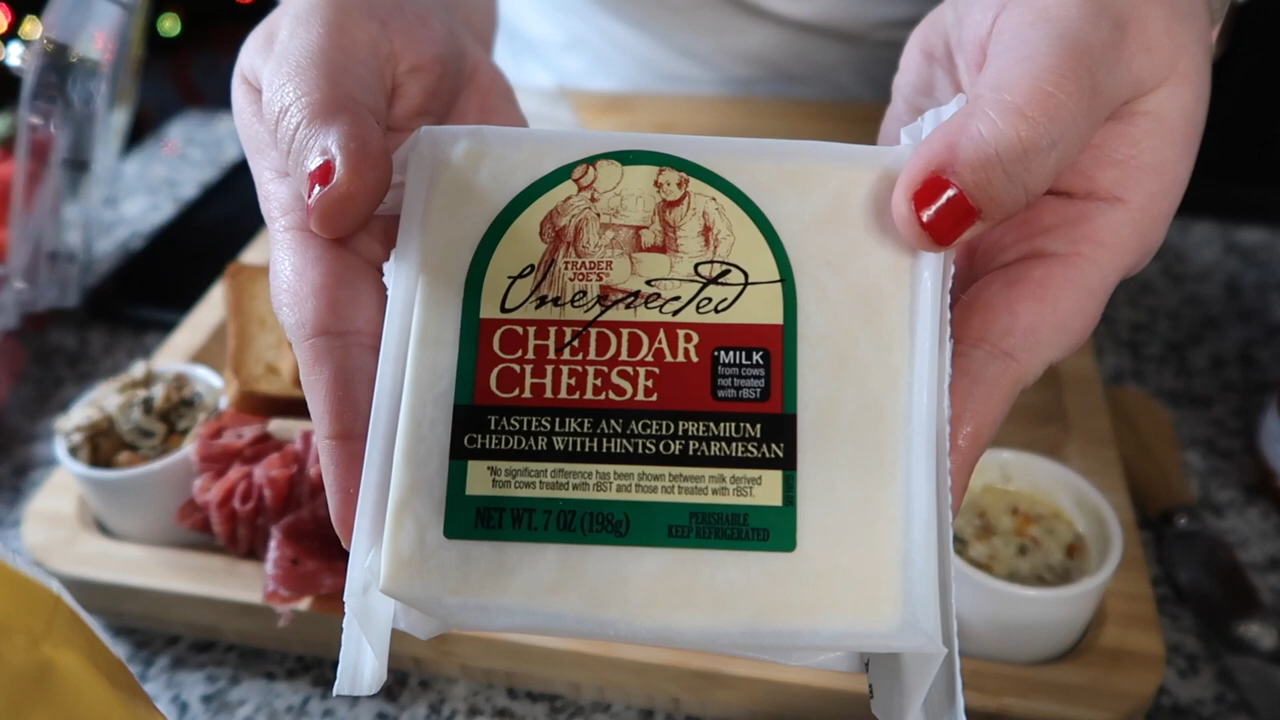 TRADER
JOE'S®
Unexpected
CHEDDAR
CHEESE
*MILK
from cows
not treated
with rBST
TASTES LIKE AN AGED PREMIUM
CHEDDAR WITH HINTS OF PARMESAN
*No significant difference has been shown between milk derived
from cows treated with rBST and those not treated with rBST.
NET WT. 7 OZ (198g)
PERISHABLE
KEEP REFRIGERATED